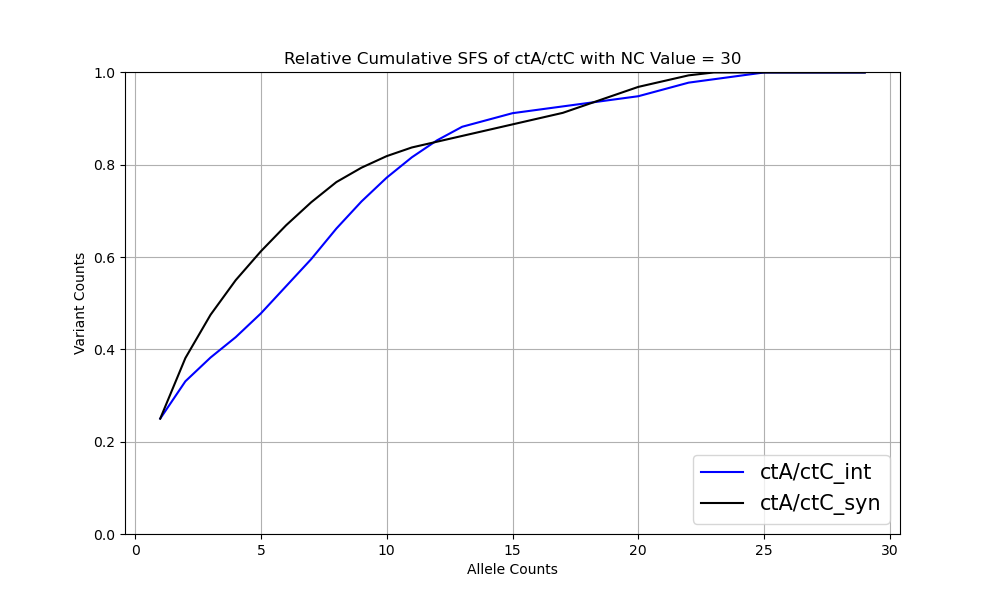 Relative Cumulative SFS of ctA/ctC with NC Value = 30
1.0
0.8
0.6
0.4
0.2
0.0
Variant Counts
0 5 10 15 20 25 30
Allele Counts
ctA/ctC_int
ctA/ctC_syn